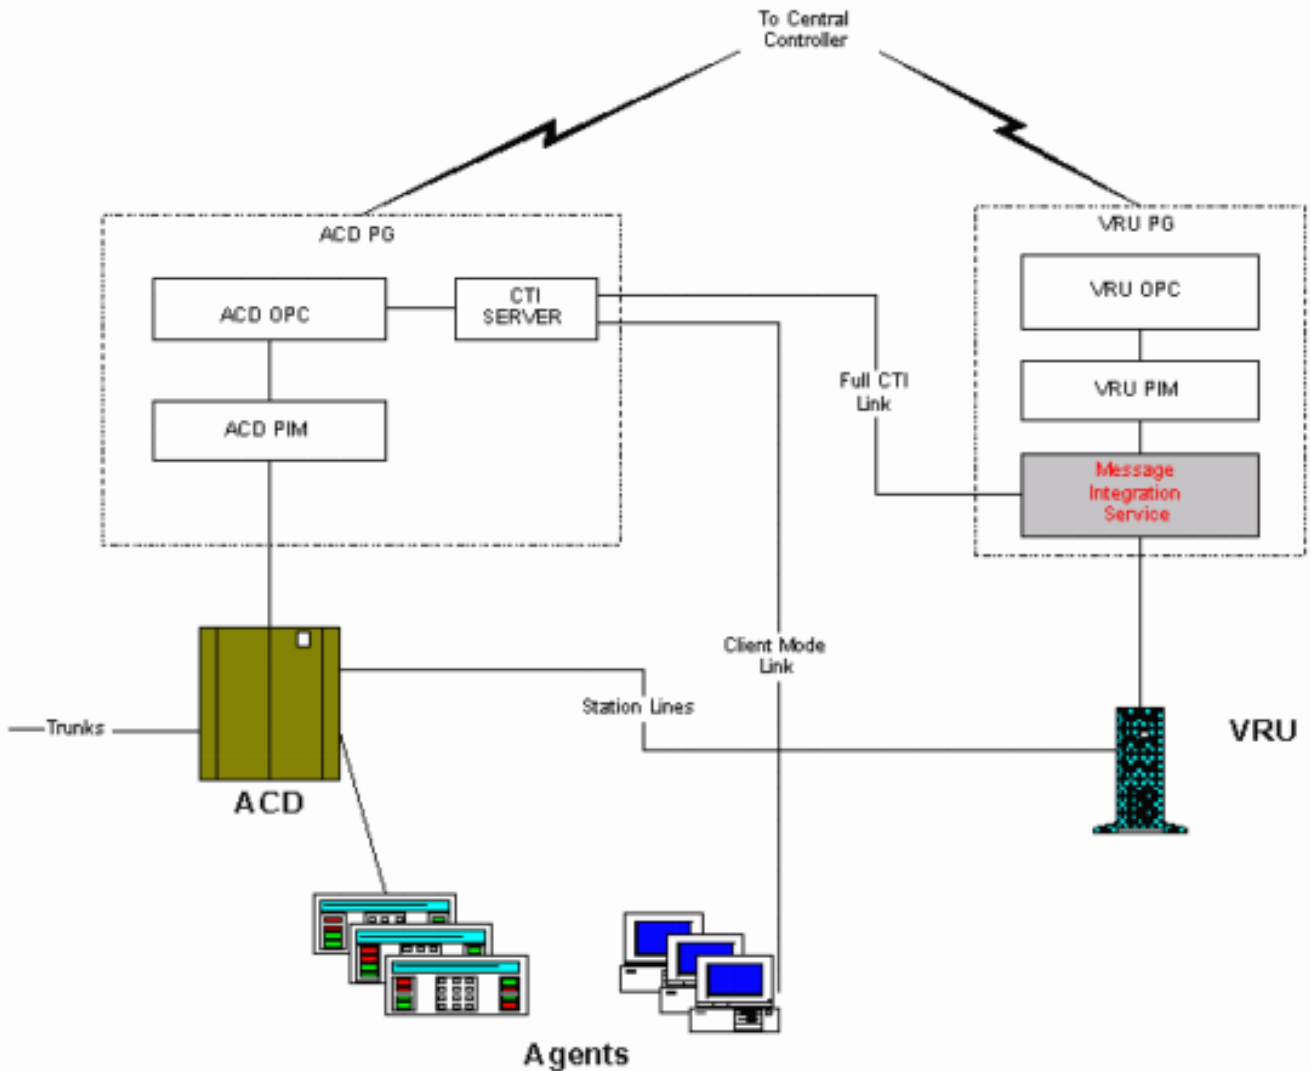 To Central
Controller
ACD PG
VRU PG
ACD OPC
CTI
SERVER
VRU OPC
Full CTI
Link
VRU PIM
ACD PIM
Message
Integration
Service
Client Mode
Link
Station Lines
Trunks
VRU
ACD
Agents